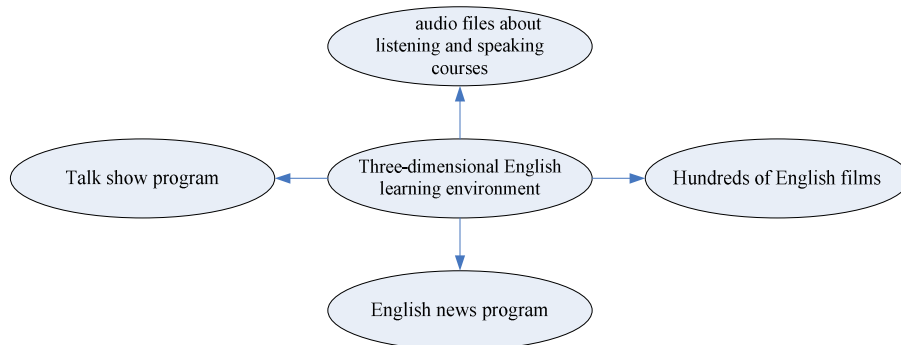 audio files about
listening and speaking
courses
Talk show program
Three-dimensional English
learning environment
Hundreds of English films
English news program